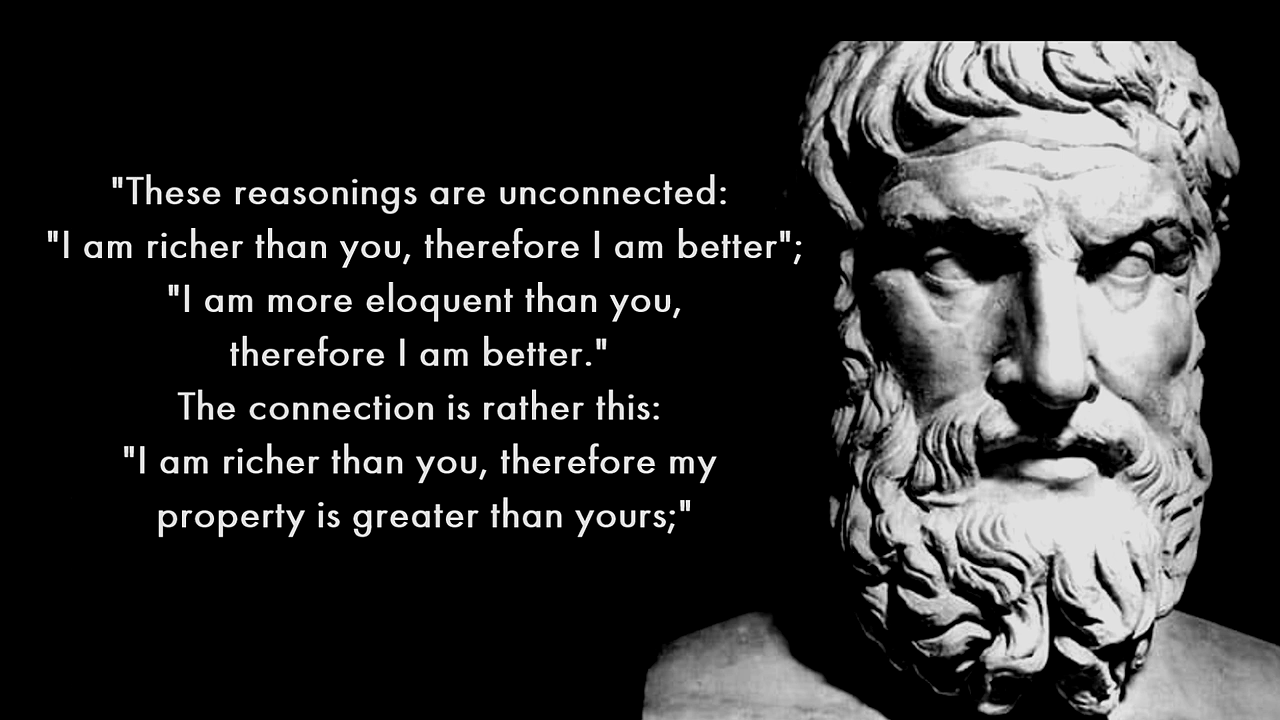 "These reasonings are unconnected:
"I am richer than you, therefore I am better";
"I am more eloquent than you,
therefore I am better."
The connection is rather this:
"I am richer than you, therefore my
property is greater than yours;"